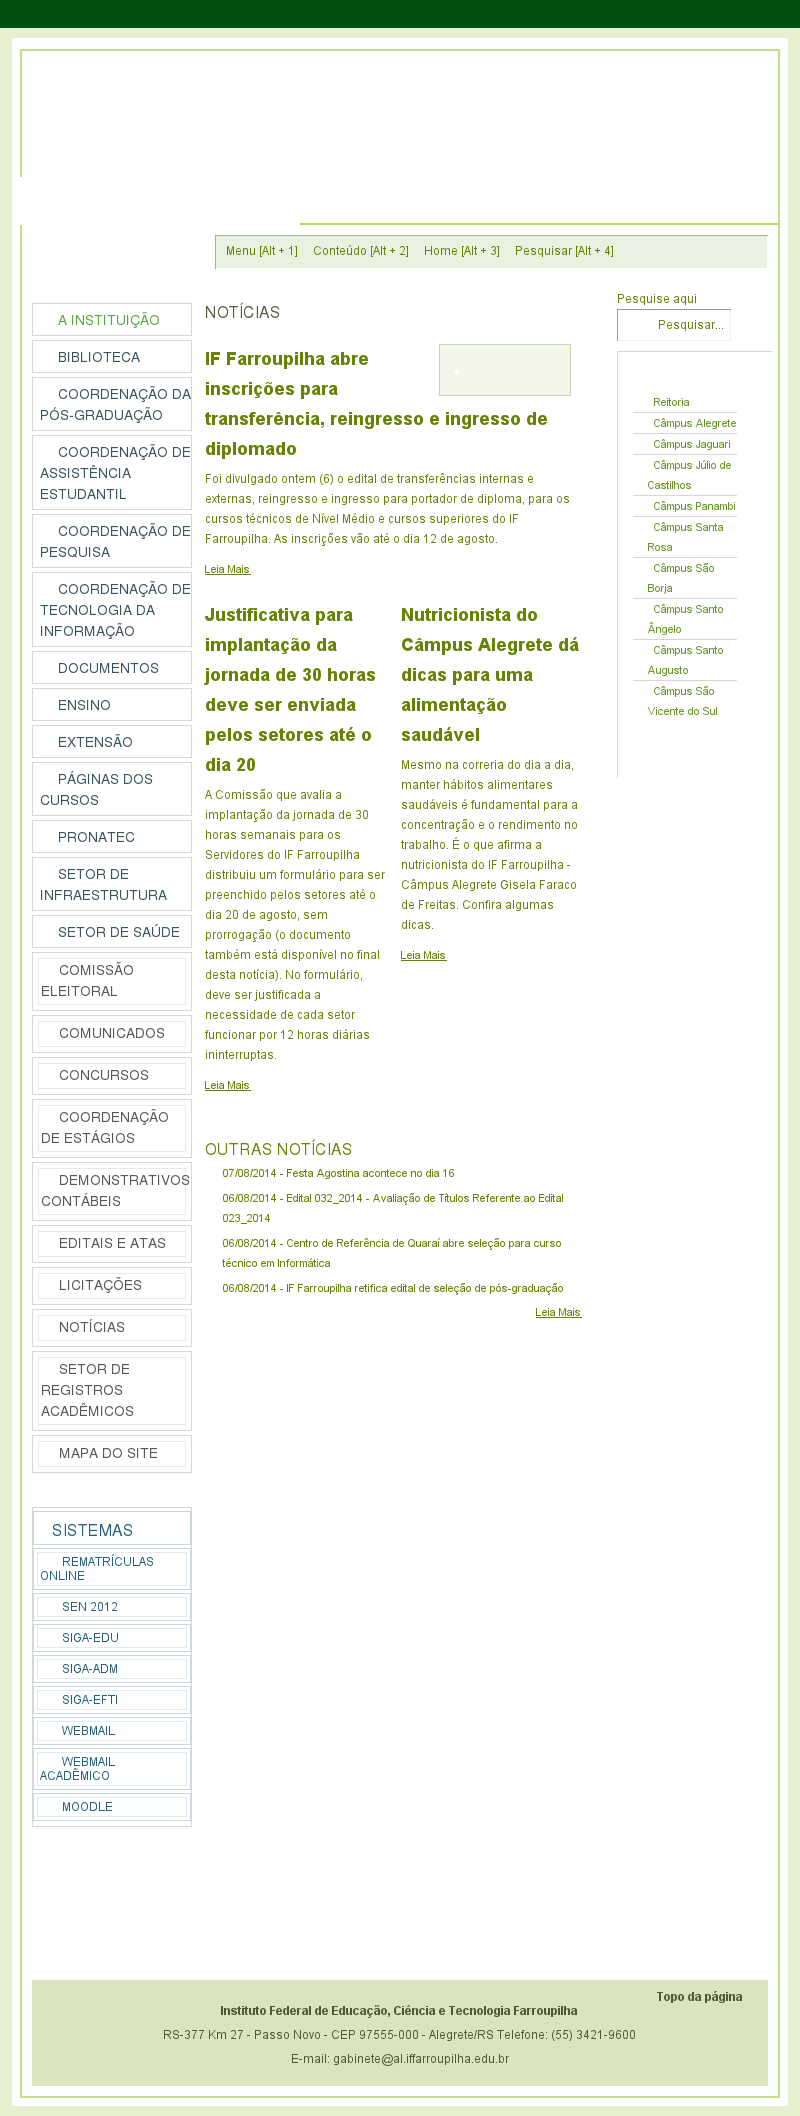 Menu [Alt + 1] Conteúdo [Alt + 2] Home [Alt + 3] Pesquisar [Alt + 4]
A INSTITUIÇÃO
BIBLIOTECA
COORDENAÇÃO DA
PÓS-GRADUAÇÃO
COORDENAÇÃO DE
ASSISTÊNCIA
ESTUDANTIL
COORDENAÇÃO DE
PESQUISA
COORDENAÇÃO DE
TECNOLOGIA DA
INFORMAÇÃO
DOCUMENTOS
ENSINO
EXTENSÃO
PÁGINAS DOS
CURSOS
PRONATEC
SETOR DE
INFRAESTRUTURA
SETOR DE SAÚDE
COMISSÃO
ELEITORAL
COMUNICADOS
CONCURSOS
COORDENAÇÃO
DE ESTÁGIOS
DEMONSTRATIVOS
CONTÁBEIS
EDITAIS E ATAS
LICITAÇÕES
NOTÍCIAS
SETOR DE
REGISTROS
ACADÊMICOS
MAPA DO SITE
SISTEMAS
REMATRÍCULAS
ONLINE
SEN 2012
SIGA-EDU
SIGA-ADM
SIGA-EFTI
WEBMAIL
WEBMAIL
ACADÊMICO
MOODLE
NOTÍCIAS
IF Farroupilha abre
inscrições para
transferência, reingresso e ingresso de
diplomado
Foi divulgado ontem (6) o edital de transferências internas e
externas, reingresso e ingresso para portador de diploma, para os
cursos técnicos de Nível Médio e cursos superiores do IF
Farroupilha. As inscrições vão até o dia 12 de agosto.
Leia Mais
Justificativa para
implantação da
jornada de 30 horas
deve ser enviada
pelos setores até o
dia 20
A Comissão que avalia a
implantação da jornada de 30
horas semanais para os
Servidores do IF Farroupilha
distribuiu um formulário para ser
preenchido pelos setores até o
dia 20 de agosto, sem
prorrogação (o documento
também está disponível no final
desta notícia). No formulário,
deve ser justificada a
necessidade de cada setor
funcionar por 12 horas diárias
ininterruptas.
Leia Mais
Nutricionista do
Câmpus Alegrete dá
dicas para uma
alimentação
saudável
Mesmo na correria do dia a dia,
manter hábitos alimentares
saudáveis é fundamental para a
concentração e o rendimento no
trabalho. É o que afirma a
nutricionista do IF Farroupilha -
Câmpus Alegrete Gisela Faraco
de Freitas. Confira algumas
dicas.
Leia Mais
OUTRAS NOTÍCIAS
07/08/2014 - Festa Agostina acontece no dia 16
06/08/2014 - Edital 032_2014 - Avaliação de Títulos Referente ao Edital
023_2014
06/08/2014 - Centro de Referência de Quaraí abre seleção para curso
técnico em Informática
06/08/2014 - IF Farroupilha retifica edital de seleção de pós-graduação
Leia Mais
Pesquise aqui
Pesquisar...
Reitoria
Câmpus Alegrete
Câmpus Jaguari
Câmpus Júlio de
Castilhos
Câmpus Panambi
Câmpus Santa
Rosa
Câmpus São
Borja
Câmpus Santo
Ângelo
Câmpus Santo
Augusto
Câmpus São
Vicente do Sul
Topo da página
Instituto Federal de Educação, Ciência e Tecnologia Farroupilha
RS-377 Km 27 - Passo Novo - CEP 97555-000 - Alegrete/RS Telefone: (55) 3421-9600
E-mail: gabinete@al.iffarroupilha.edu.br